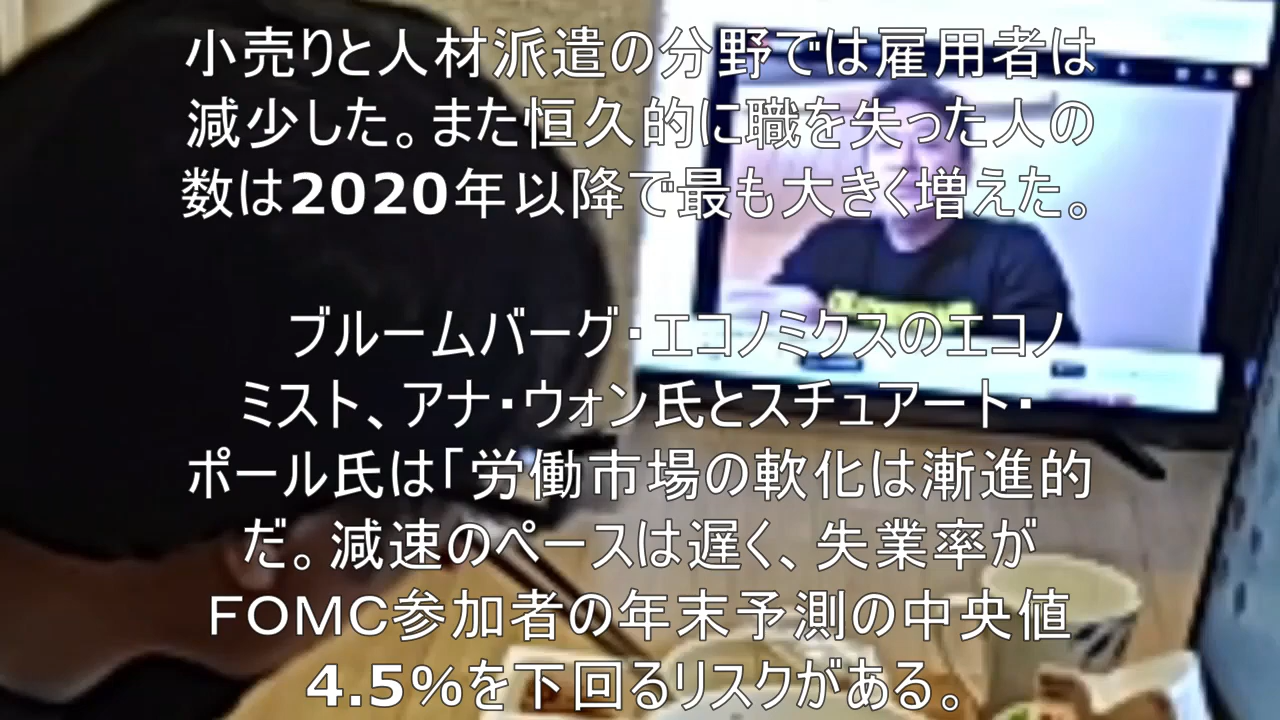 小売りと人材派遣の分野では雇用者は
減少した。また恒久的に職を失った人の
数は2020年以降で最も大きく増えた。
ブルームバーグ・エコノミクスのエコノ
ミスト、アナ・ウォン氏とスチュアート・
ポール氏は「労働市場の軟化は漸進的
だ。減速のペースは遅く、失業率が
FOMC参加者の年末予測の中央値
4.5%を下回るリスクがある。